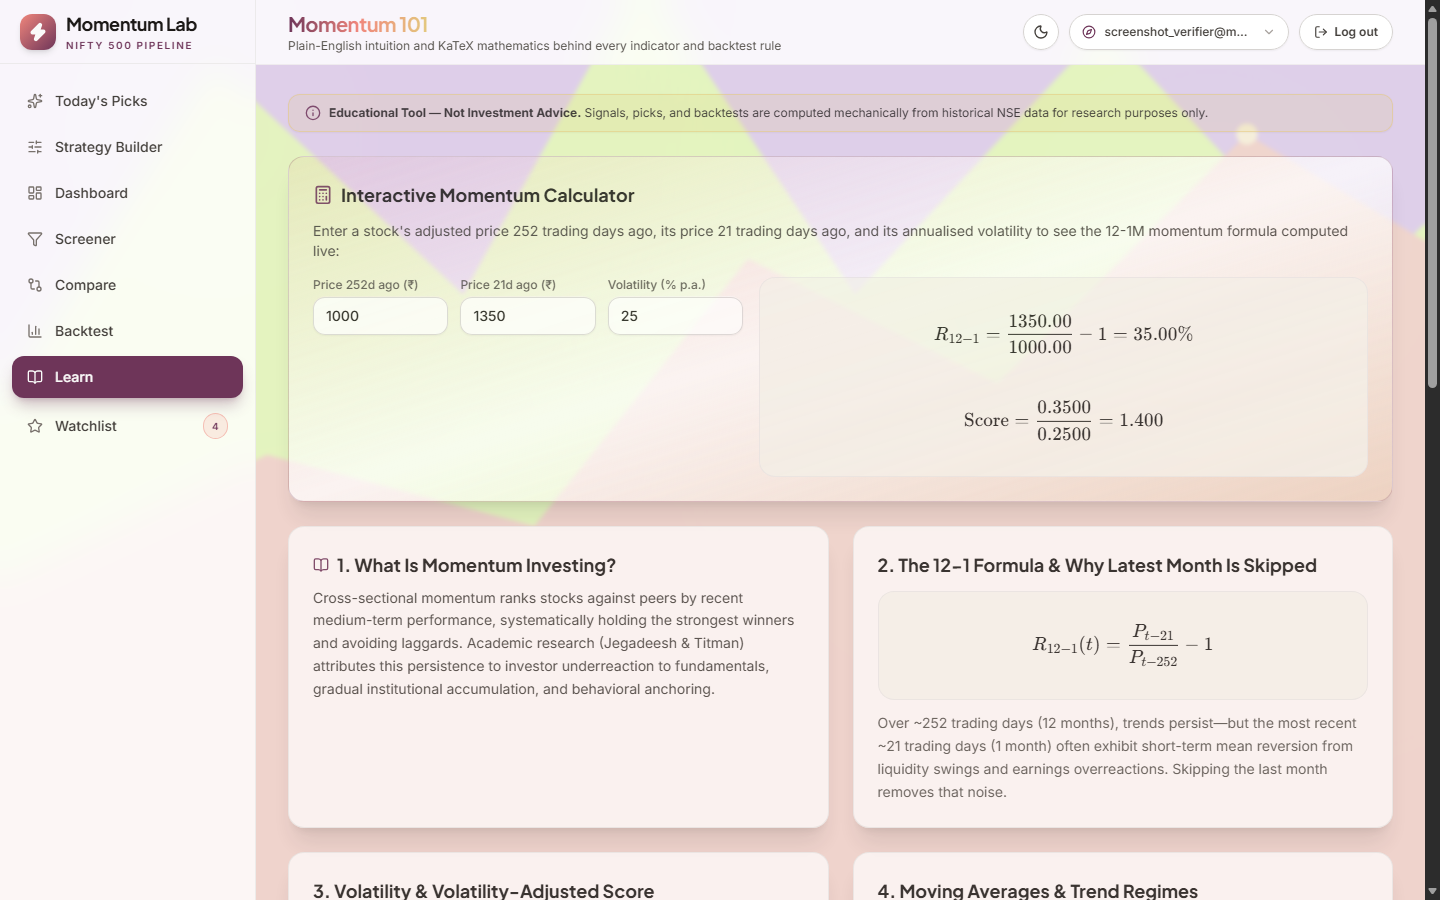 Momentum Lab
NIFTY 500 PIPELINE
Today's Picks
Strategy Builder
Dashboard
Screener
Compare
Backtest
Learn
Watchlist
4
Momentum 101
Plain-English intuition and KaTeX mathematics behind every indicator and backtest rule
screenshot_verifier@m...
Log out
Educational Tool — Not Investment Advice. Signals, picks, and backtests are computed mechanically from historical NSE data for research purposes only.
Interactive Momentum Calculator
Enter a stock's adjusted price 252 trading days ago, its price 21 trading days ago, and its annualised volatility to see the 12-1M momentum formula computed
live:
Price 252d ago (₹)
1000
Price 21d ago (₹)
1350
Volatility (% p.a.)
25
R12−1 = 1350.00/1000.00 − 1 = 35.00%
Score = 0.3500/0.2500 = 1.400
1. What Is Momentum Investing?
Cross-sectional momentum ranks stocks against peers by recent
medium-term performance, systematically holding the strongest winners
and avoiding laggards. Academic research (Jegadeesh & Titman)
attributes this persistence to investor underreaction to fundamentals,
gradual institutional accumulation, and behavioral anchoring.
2. The 12-1 Formula & Why Latest Month Is Skipped
R12−1(t) = Pt−21/Pt−252 − 1
Over ~252 trading days (12 months), trends persist—but the most recent
~21 trading days (1 month) often exhibit short-term mean reversion from
liquidity swings and earnings overreactions. Skipping the last month
removes that noise.
3. Volatility & Volatility-Adjusted Score
4. Moving Averages & Trend Regimes